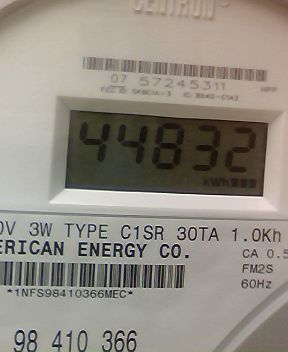 CENTRON
07 57245311
44832
kWh
0V 3W TYPE C1SR 30TA 1.0Kh
ERICAN ENERGY CO.
CA 0.5
FM2S
60Hz
*1NFS98410366MEC*
98 410 366